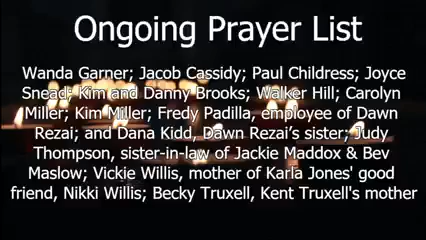 Ongoing Prayer List
Wanda Garner; Jacob Cassidy; Paul Childress; Joyce
Snead; Kim and Danny Brooks; Walker Hill; Carolyn
Miller; Kim Miller; Fredy Padilla, employee of Dawn
Rezai; and Dana Kidd, Dawn Rezai’s sister; Judy
Thompson, sister-in-law of Jackie Maddox & Bev
Maslow; Vickie Willis, mother of Karla Jones' good
friend, Nikki Willis; Becky Truxell, Kent Truxell's mother